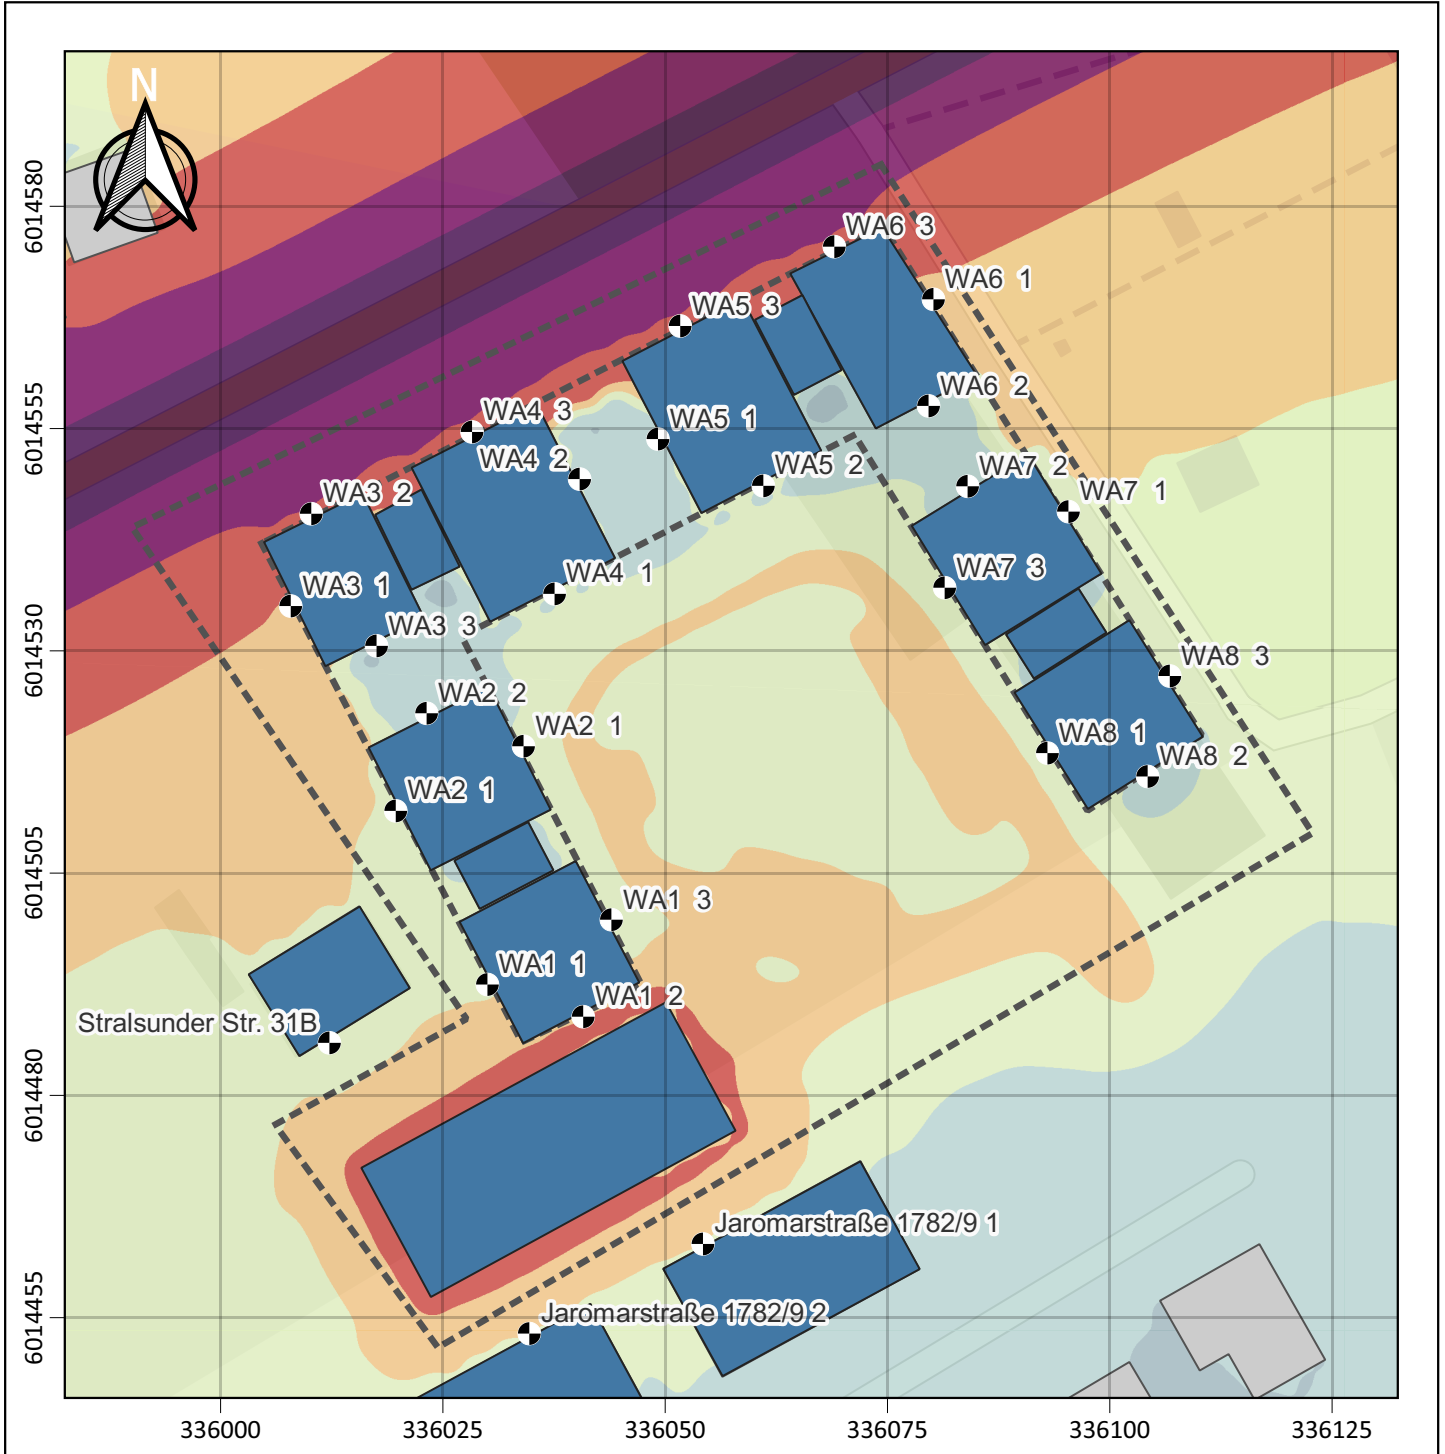 N
6014580
6014555
6014530
6014505
6014480
6014455
WA6 3
WA6 1
WA5 3
WA6 2
WA4 3
WA5 1
WA4 2
WA5 2
WA7 2
WA3 2
WA7 1
WA4 1
WA7 3
WA3 1
WA3 3
WA8 3
WA2 2
WA2 1
WA8 1
WA8 2
WA2 1
WA1 3
WA1 1
WA1 2
Stralsunder Str. 31B
Jaromarstraße 1782/9 1
Jaromarstraße 1782/9 2
336000
336025
336050
336075
336100
336125